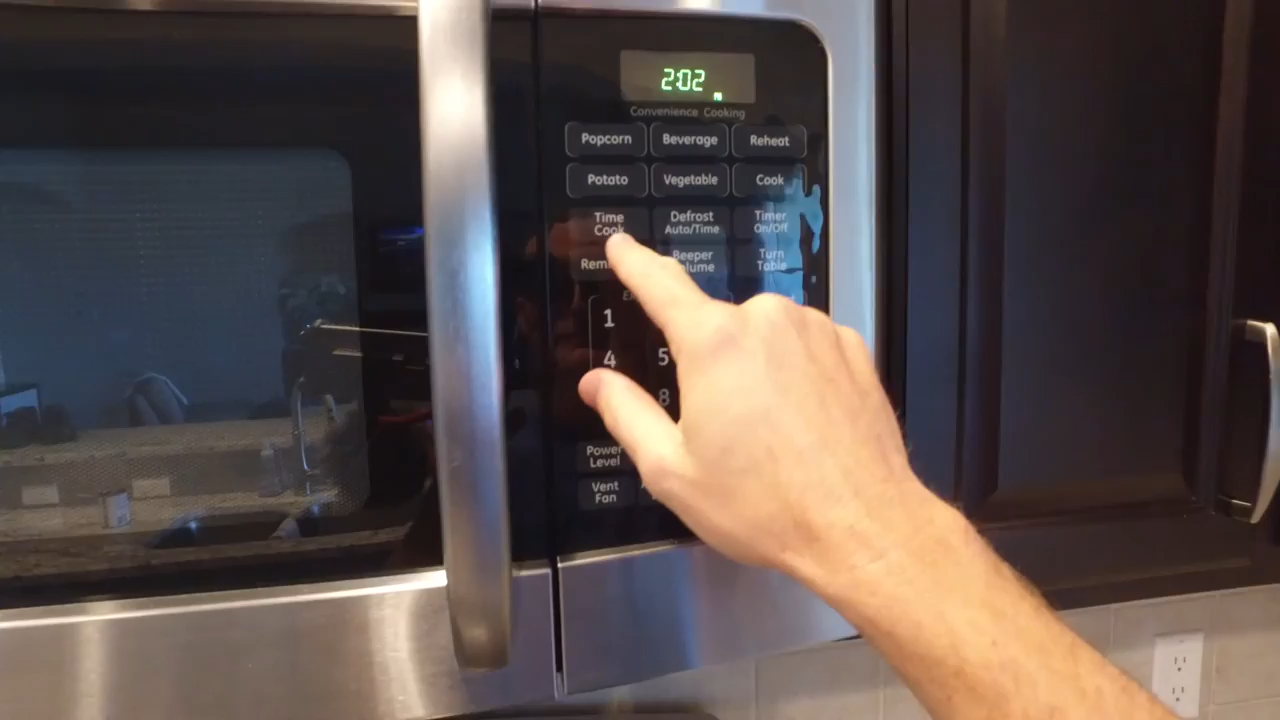 2:02
PM
Convenience Cooking
Popcorn Beverage Reheat
Potato Vegetable Cook
Time Defrost Timer
Cook Auto/Time On/Off
Beeper Turn
Table
1
4 5
8
Power
Level
Vent
Fan